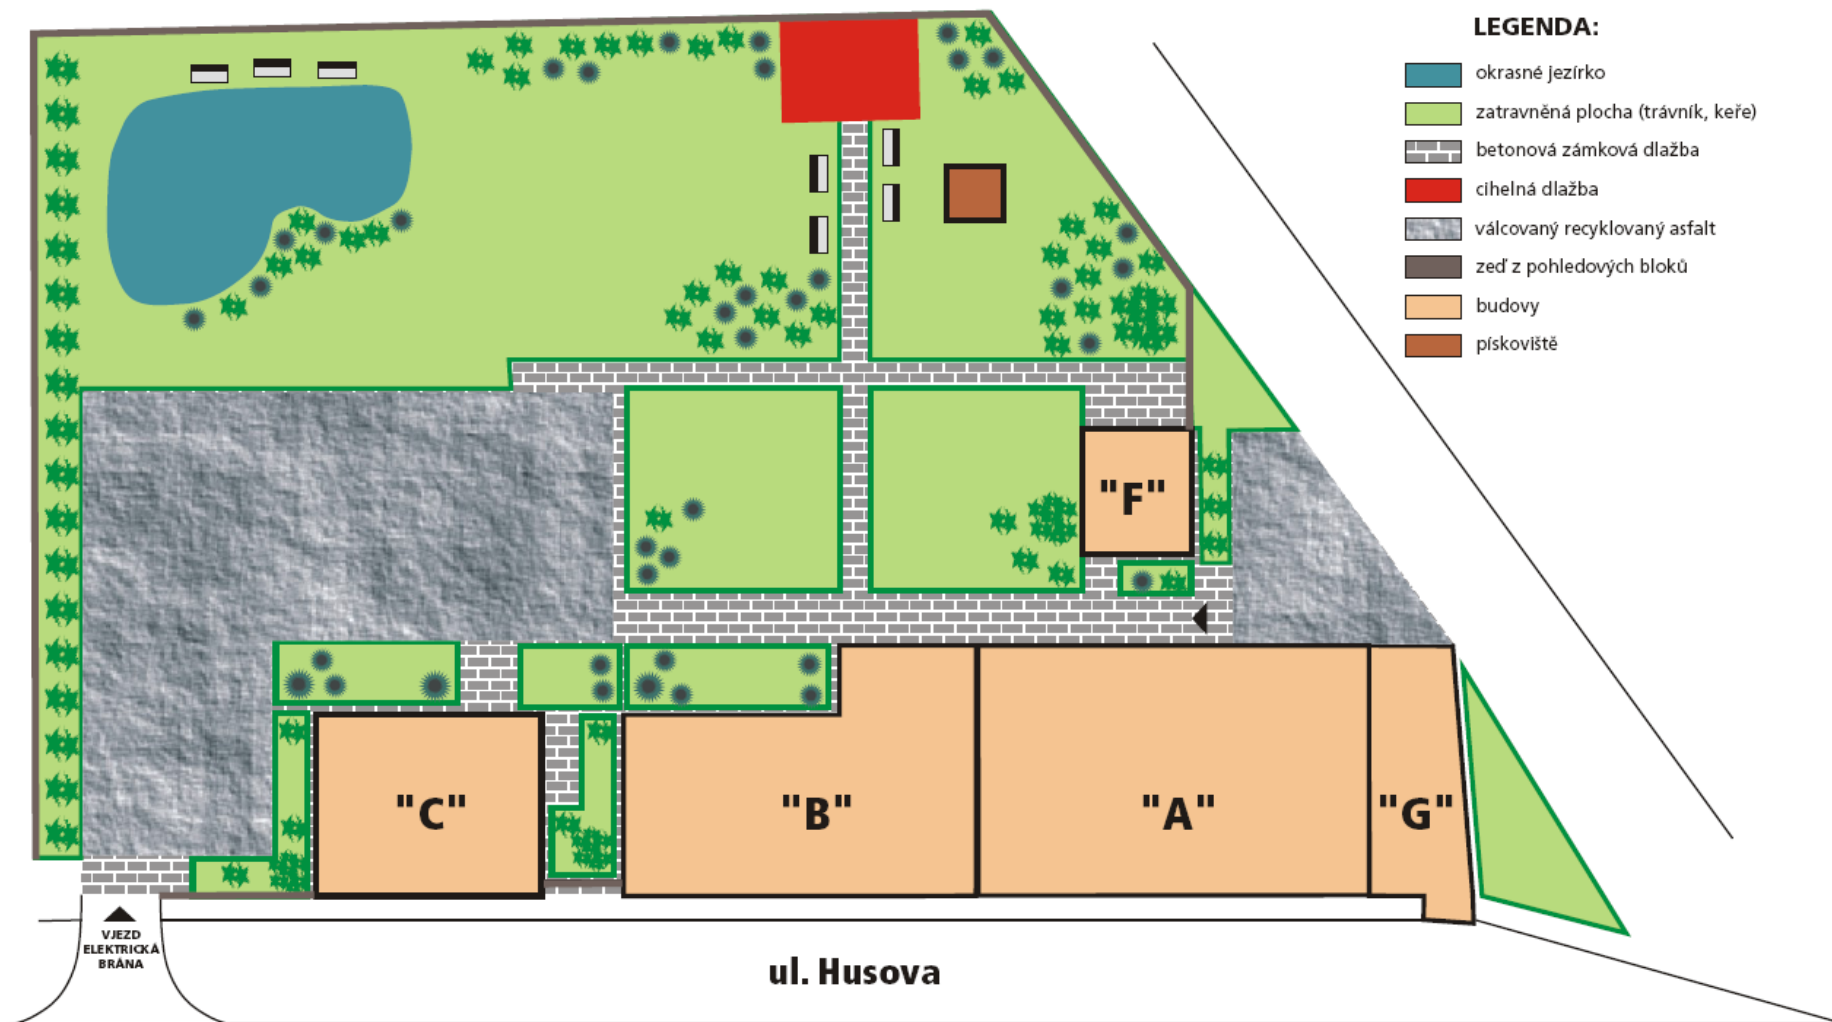 LEGENDA:
okrasné jezírko
zatravněná plocha (trávník, keře)
betonová zámková dlažba
cihelná dlažba
válcovaný recyklovaný asfalt
zeď z pohledových bloků
budovy
pískoviště
"F"
"C"
"B"
"A"
"G"
VJEZD
ELEKTRICKÁ
BRÁNA
ul. Husova